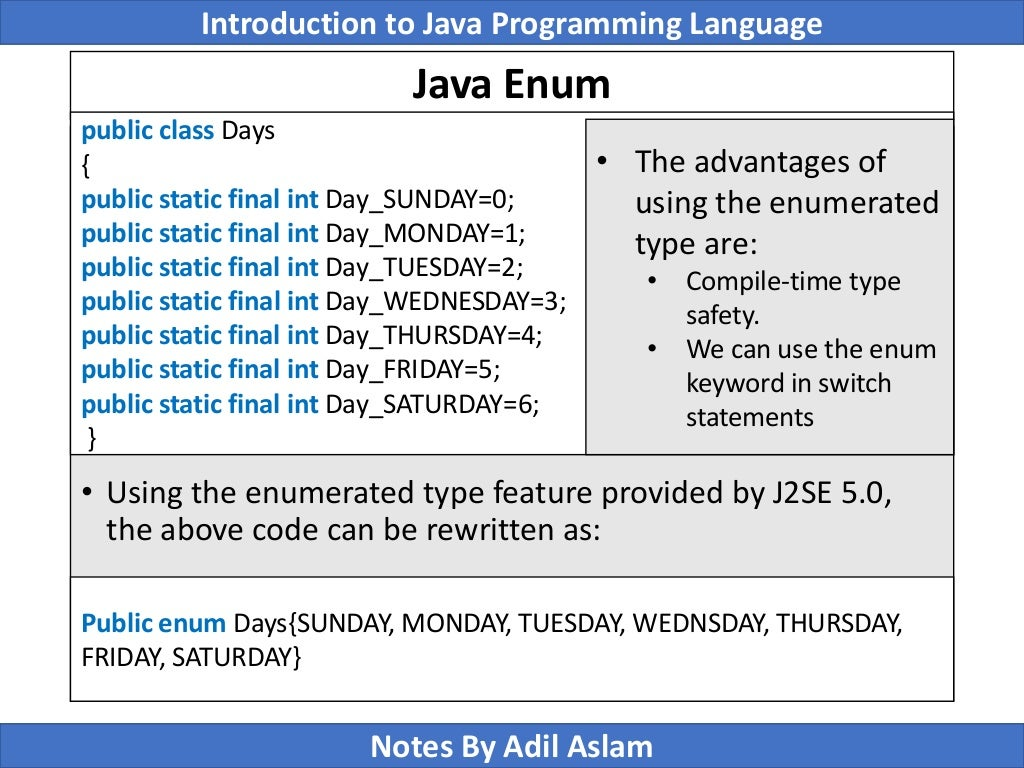 Introduction to Java Programming Language
Java Enum
public class Days
{
public static final int Day_SUNDAY=0;
public static final int Day_MONDAY=1;
public static final int Day_TUESDAY=2;
public static final int Day_WEDNESDAY=3;
public static final int Day_THURSDAY=4;
public static final int Day_FRIDAY=5;
public static final int Day_SATURDAY=6;
}
• The advantages of
using the enumerated
type are:
• Compile-time type
safety.
• We can use the enum
keyword in switch
statements
• Using the enumerated type feature provided by J2SE 5.0,
the above code can be rewritten as:
Public enum Days{SUNDAY, MONDAY, TUESDAY, WEDNSDAY, THURSDAY,
FRIDAY, SATURDAY}
Notes By Adil Aslam